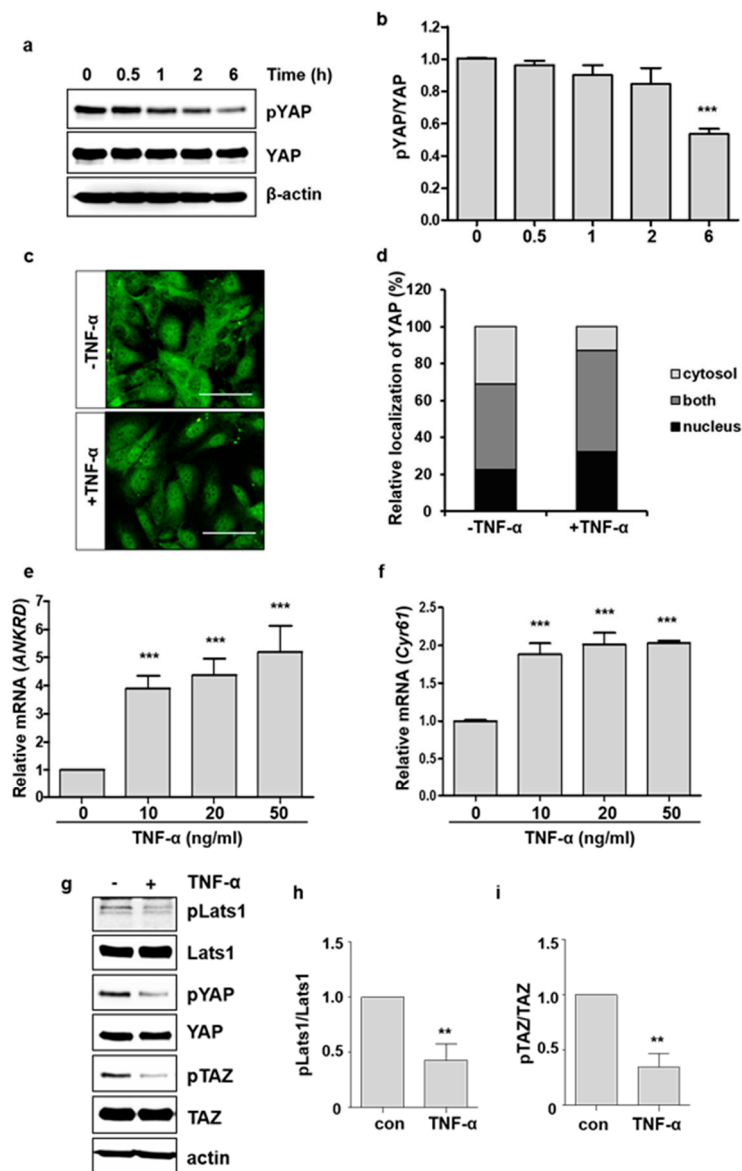 a
0 0.5 1 2 6 Time (h)
pYAP
YAP
β-actin
b
pYAP/YAP
1.2
1.0
0.8
0.6
0.4
0.2
0.0
***
0 0.5 1 2 6
c
-TNF-α
+TNF-α
d
Relative localization of YAP (%)
120
100
80
60
40
20
0
-TNF-α +TNF-α
cytosol
both
nucleus
e
Relative mRNA (ANKRD)
7
6
5
4
3
2
1
0
*** *** ***
0 10 20 50
TNF-α (ng/ml)
f
Relative mRNA (Cyr61)
2.5
2.0
1.5
1.0
0.5
0.0
*** *** ***
0 10 20 50
TNF-α (ng/ml)
g
- + TNF-α
pLats1
Lats1
pYAP
YAP
pTAZ
TAZ
actin
h
pLats1/Lats1
1.5
1.0
0.5
0
**
con TNF-α
i
pTAZ/TAZ
1.5
1.0
0.5
0
**
con TNF-α